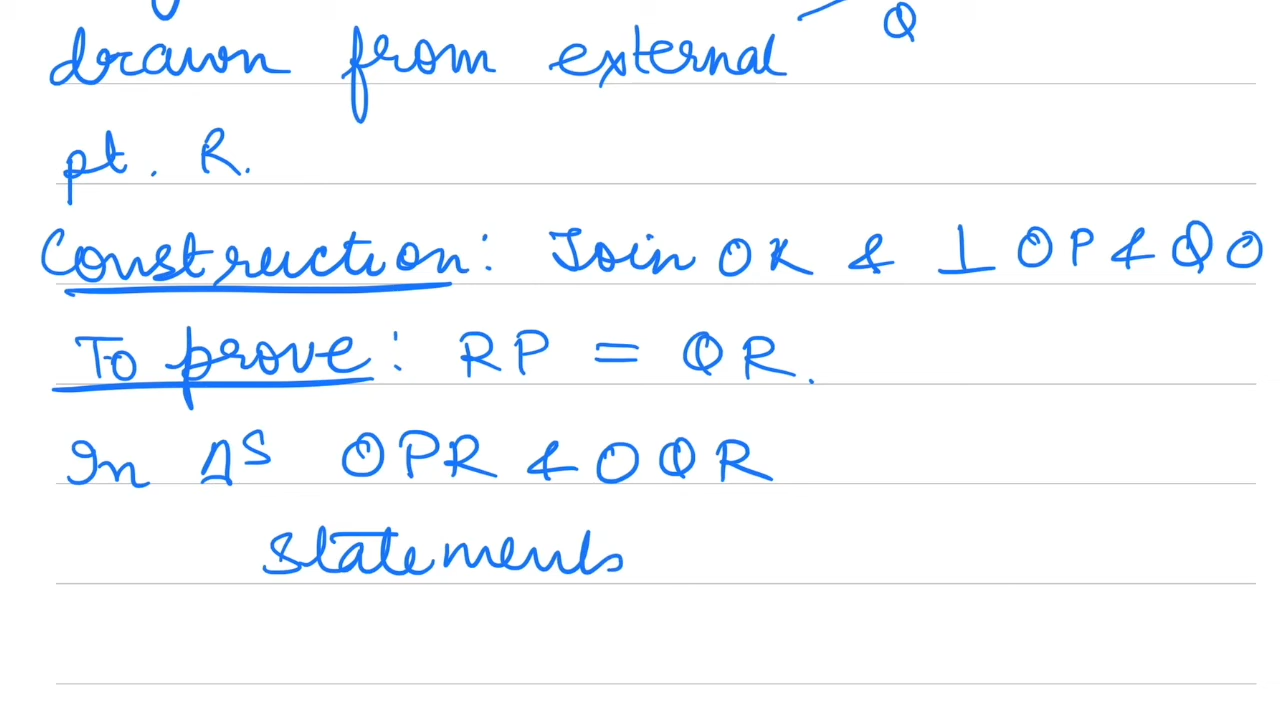 Q
drawn from external
pt. R.
Construction: Join OR & ⊥ OP & QO
To prove: RP = QR.
In Δs OPR & OQR
Statements